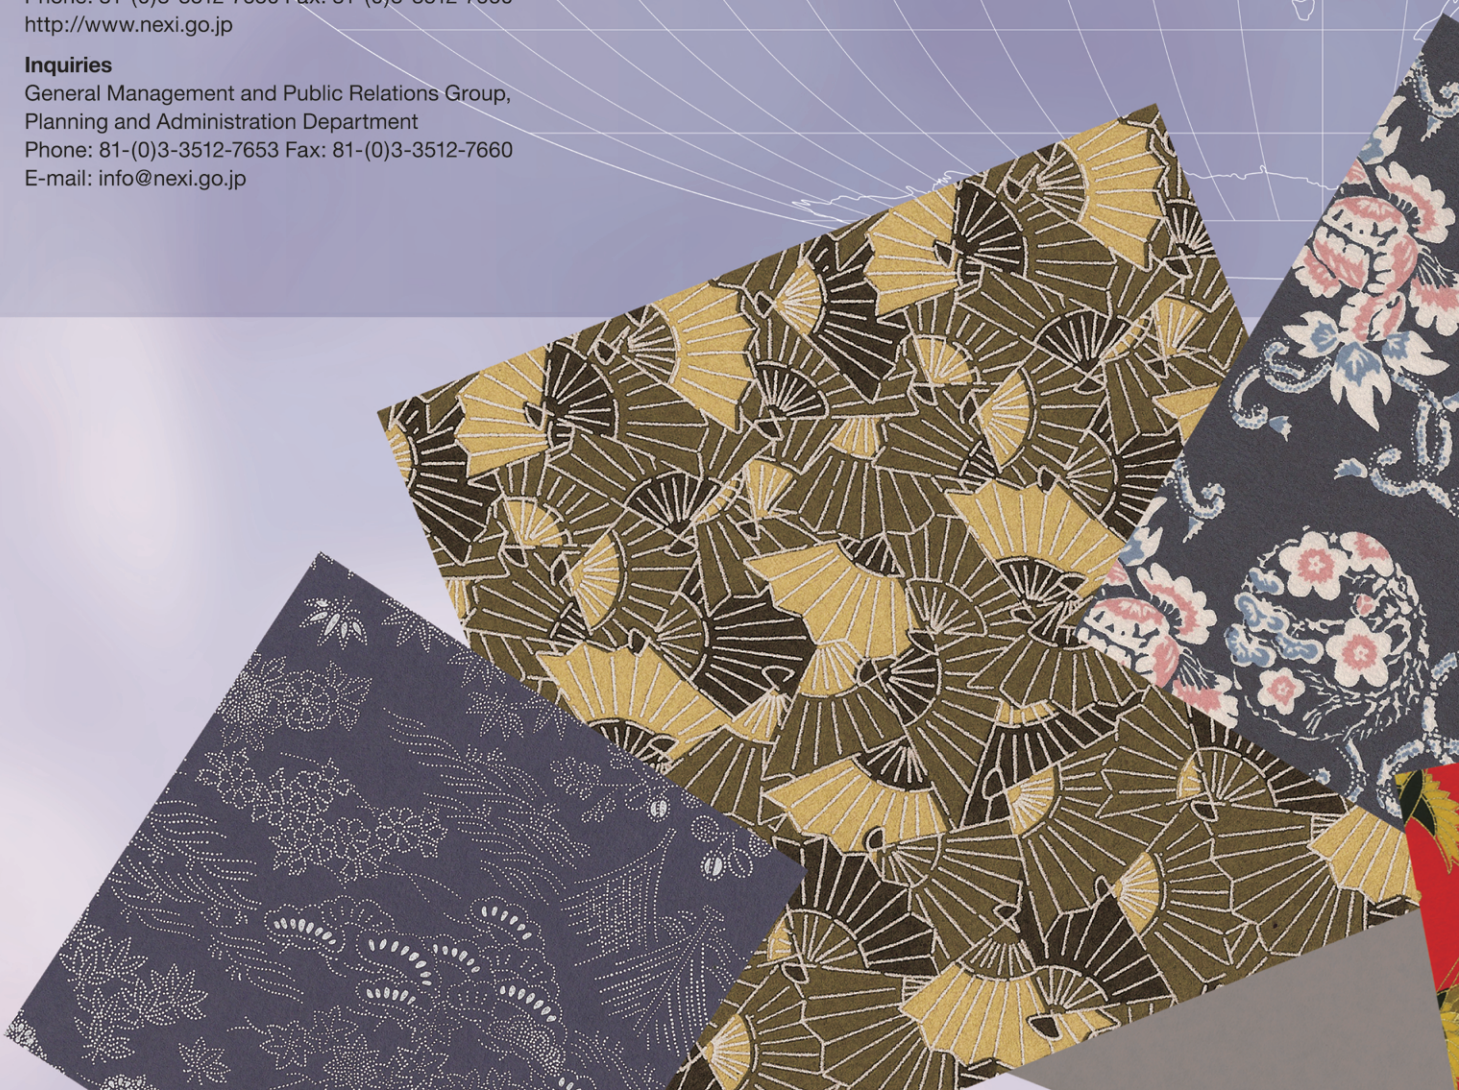 http://www.nexi.go.jp
Inquiries
General Management and Public Relations Group,
Planning and Administration Department
Phone: 81-(0)3-3512-7653 Fax: 81-(0)3-3512-7660
E-mail: info@nexi.go.jp